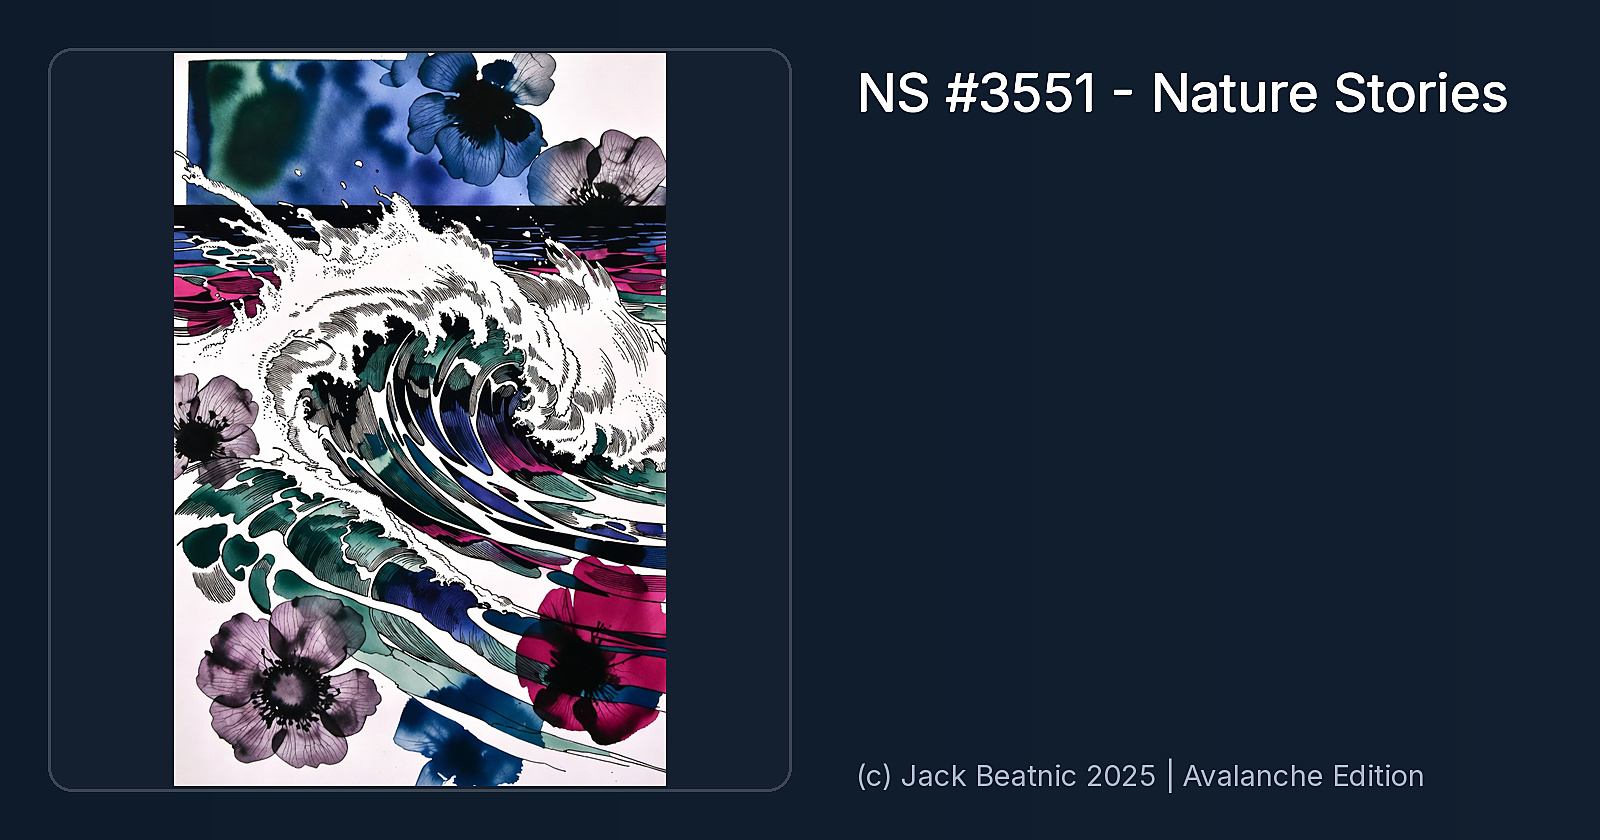 NS #3551 - Nature Stories
(c) Jack Beatnic 2025 | Avalanche Edition